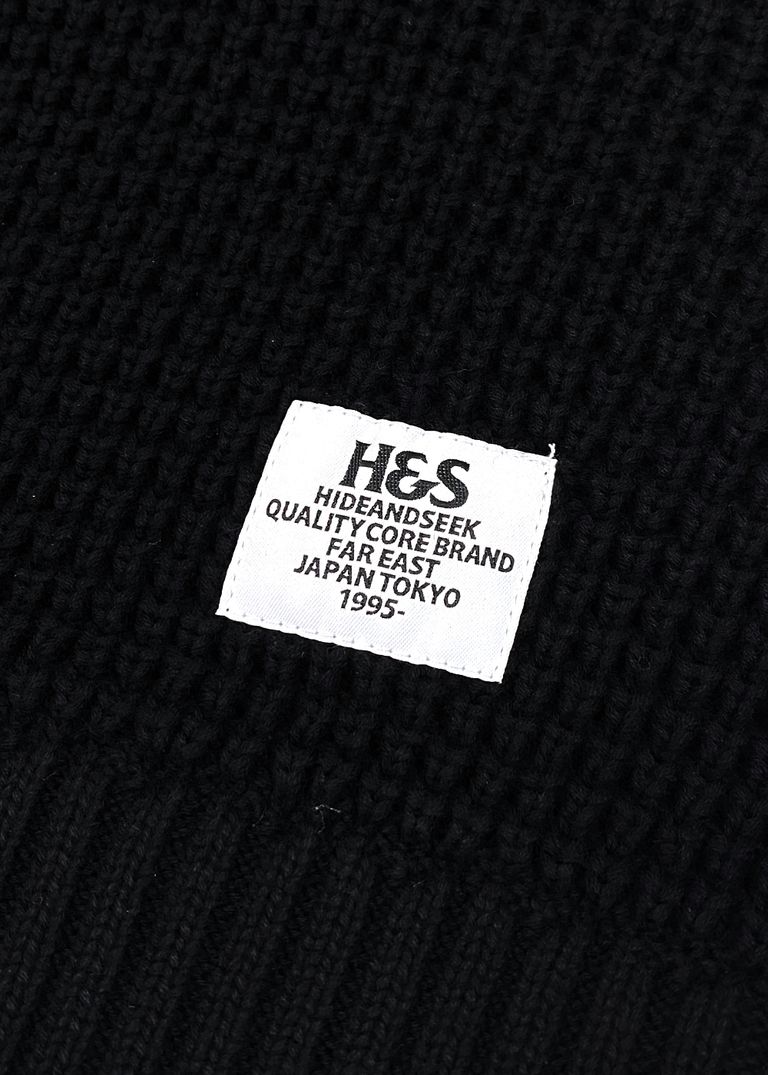 H&S
HIDEANDSEEK
QUALITY CORE BRAND
FAR EAST
JAPAN TOKYO
1995-